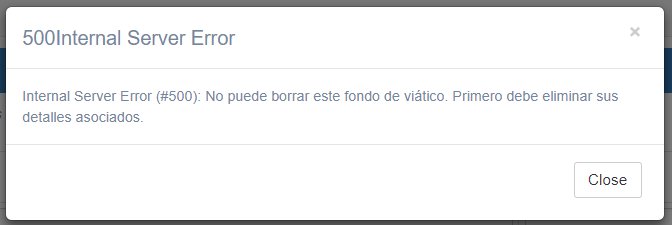 500Internal Server Error
×
Internal Server Error (#500): No puede borrar este fondo de viático. Primero debe eliminar sus
detalles asociados.
Close